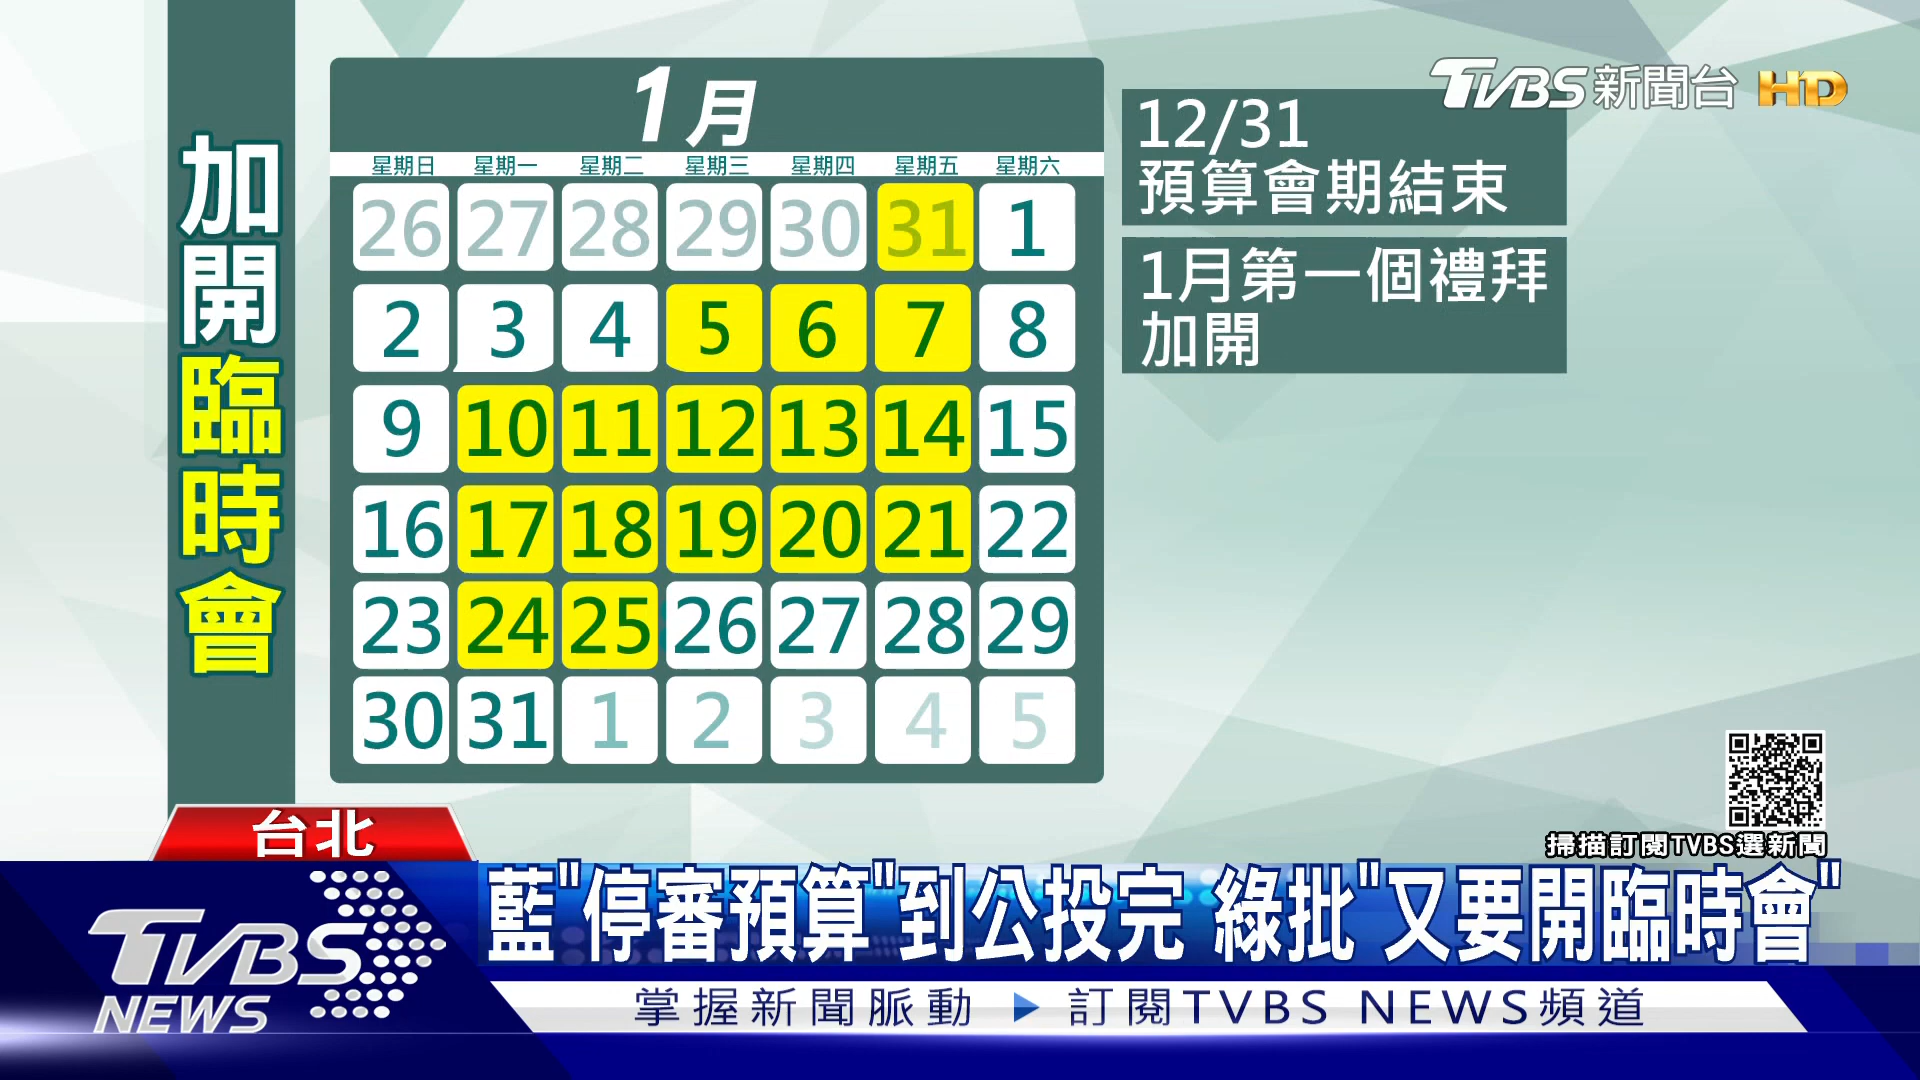 加開臨時會
1月
星期日 星期一 星期二 星期三 星期四 星期五 星期六
26 27 28 29 30 31 1
2 3 4 5 6 7 8
9 10 11 12 13 14 15
16 17 18 19 20 21 22
23 24 25 26 27 28 29
30 31 1 2 3 4 5
TVBS新聞台 HD
12/31
預算會期結束
1月第一個禮拜
加開
掃描訂閱TVBS選新聞
台北
藍"停審預算"到公投完 綠批"又要開臨時會"
TVBS
NEWS
掌握新聞脈動 ▶ 訂閱TVBS NEWS頻道